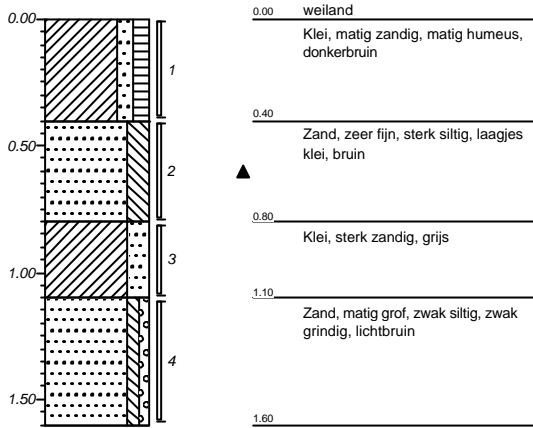 0.00
1
0.50
2
3
1.00
4
1.50
0.00 weiland
Klei, matig zandig, matig humeus,
donkerbruin
0.40
Zand, zeer fijn, sterk siltig, laagjes
klei, bruin
0.80
Klei, sterk zandig, grijs
1.10
Zand, matig grof, zwak siltig, zwak
grindig, lichtbruin
1.60